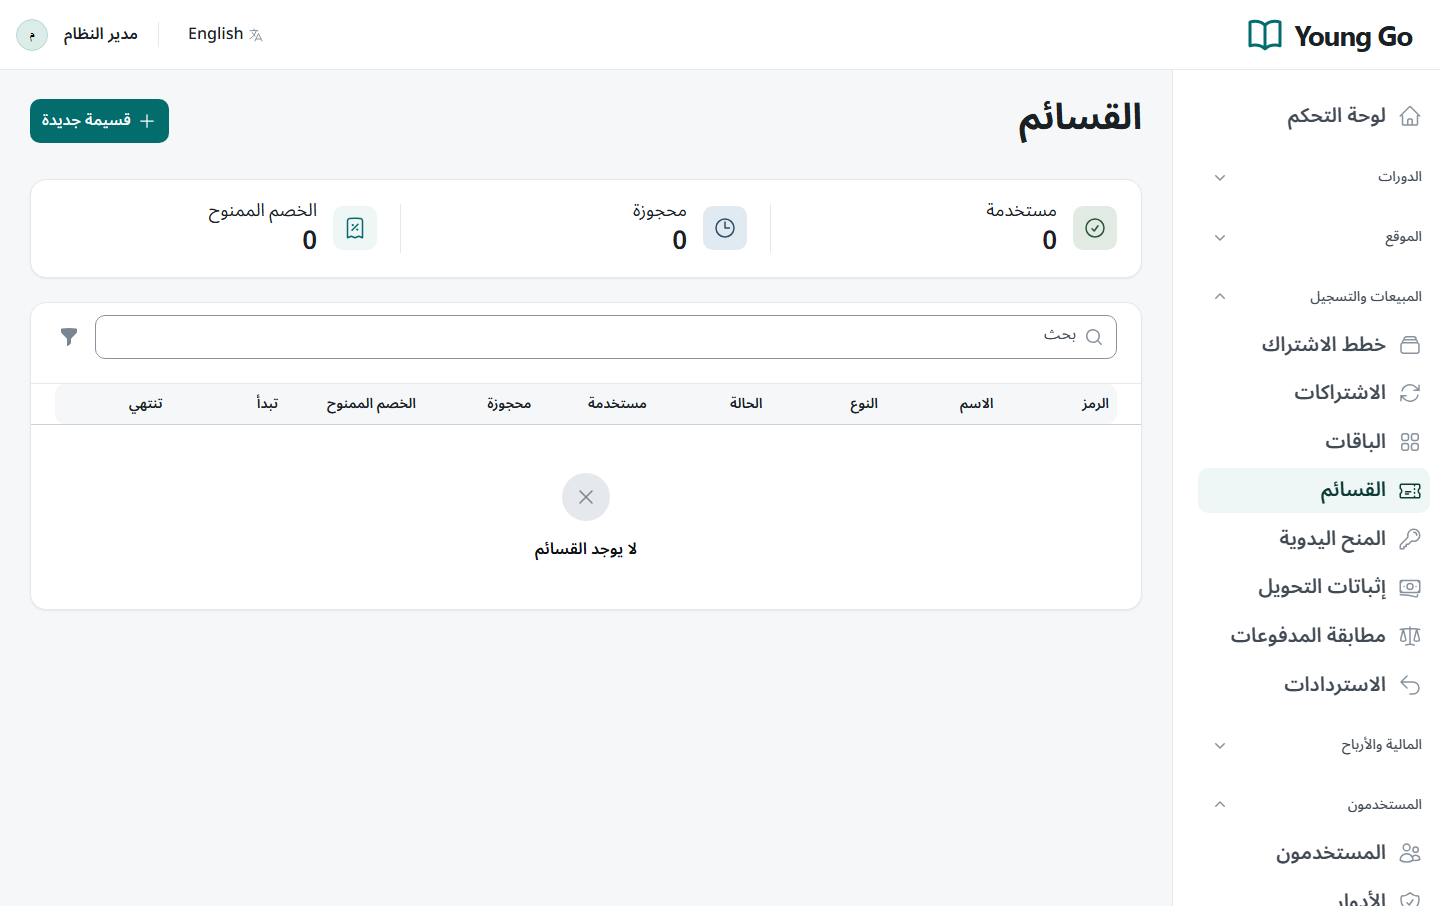 Young Go
English
مدير النظام
م
لوحة التحكم
الدورات
الموقع
المبيعات والتسجيل
خطط الاشتراك
الاشتراكات
الباقات
القسائم
المنح اليدوية
إثباتات التحويل
مطابقة المدفوعات
الاستردادات
المالية والأرباح
المستخدمون
المستخدمون
الأدوار
القسائم
قسيمة جديدة
مستخدمة
0
محجوزة
0
الخصم الممنوح
0
بحث
الرمز الاسم النوع الحالة مستخدمة محجوزة الخصم الممنوح تبدأ تنتهي
لا يوجد القسائم